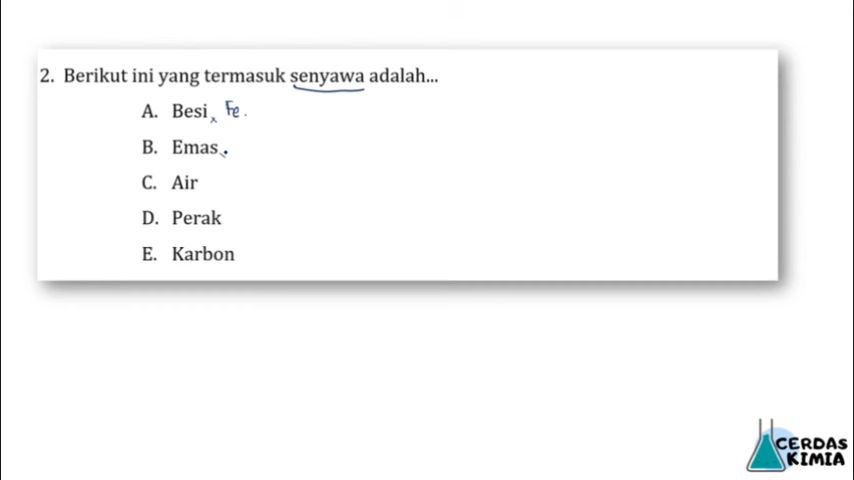 2. Berikut ini yang termasuk senyawa adalah...
A. Besi Fe.
B. Emas
C. Air
D. Perak
E. Karbon
CERDAS
KIMIA